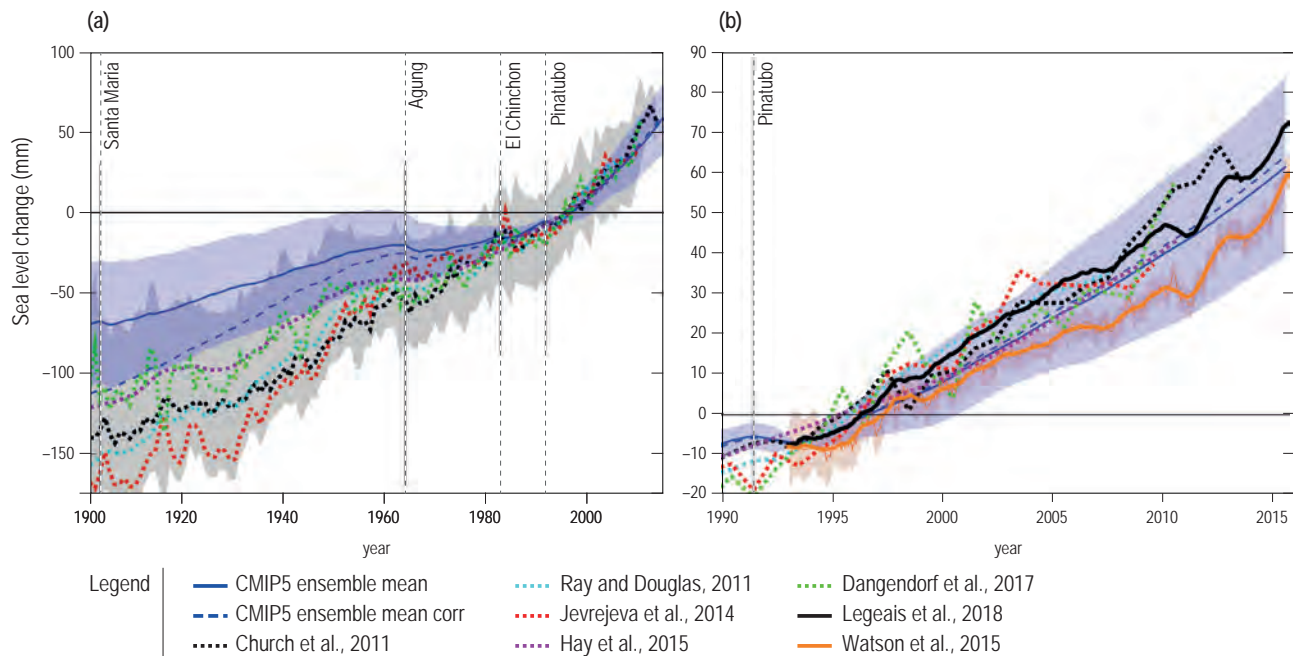 (a)
(b)
100
50
0
−50
−100
−150
Sea level change (mm)
Santa Maria
Agung
El Chinchon
Pinatubo
1900
1920
1940
1960
1980
2000
year
90
80
70
60
50
40
30
20
10
0
−10
−20
Pinatubo
1990
1995
2000
2005
2010
2015
year
Legend
CMIP5 ensemble mean
CMIP5 ensemble mean corr
Church et al., 2011
Ray and Douglas, 2011
Jevrejeva et al., 2014
Hay et al., 2015
Dangendorf et al., 2017
Legeais et al., 2018
Watson et al., 2015